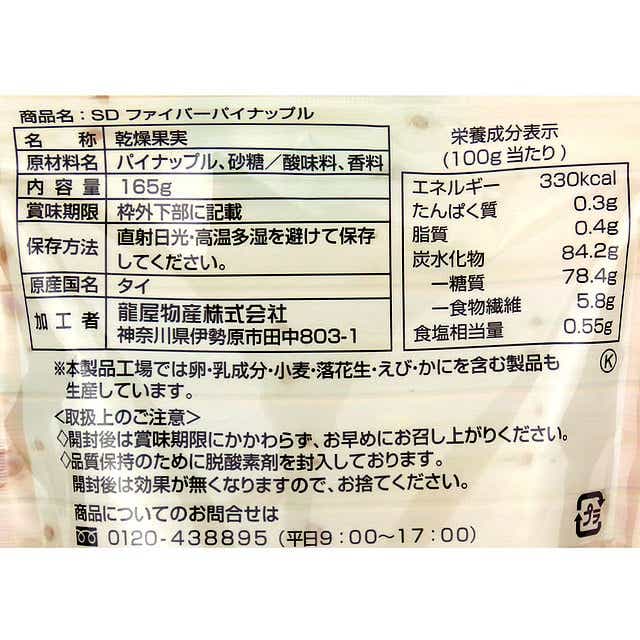 商品名：SD ファイバーパイナップル
名　称 乾燥果実
原材料名 パイナップル、砂糖／酸味料、香料
内容量 165g
賞味期限 枠外下部に記載
保存方法 直射日光・高温多湿を避けて保存
してください。
原産国名 タイ
加工者 龍屋物産株式会社
神奈川県伊勢原市田中803-1
栄養成分表示
(100g当たり)
エネルギー 330kcal
たんぱく質 0.3g
脂質 0.4g
炭水化物 84.2g
―糖質 78.4g
―食物繊維 5.8g
食塩相当量 0.55g
※本製品工場では卵・乳成分・小麦・落花生・えび・かにを含む製品も
生産しています。
K
<取扱上のご注意>
◇開封後は賞味期限にかかわらず、お早めにお召し上がりください。
◇品質保持のために脱酸素剤を封入しております。
開封後は効果が無くなりますので、お捨てください。
商品についてのお問合せは
0120-438895 (平日9：00〜17：00)
プラ